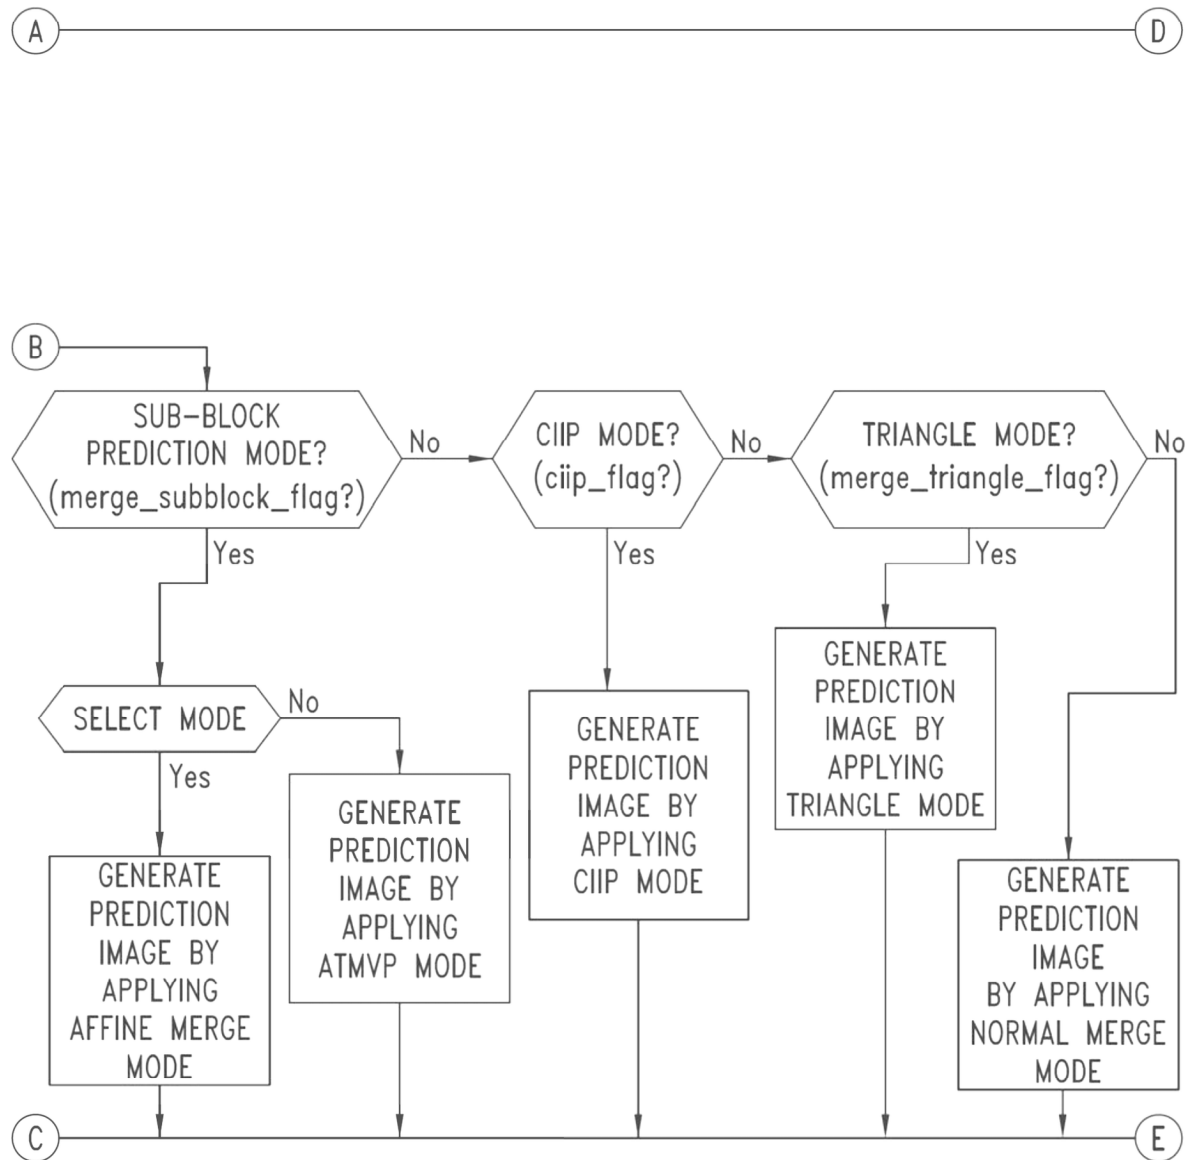 A
D
B
SUB-BLOCK
PREDICTION MODE?
(merge_subblock_flag?)
No
CIIP MODE?
(ciip_flag?)
No
TRIANGLE MODE?
(merge_triangle_flag?)
No
Yes
Yes
Yes
SELECT MODE
No
Yes
GENERATE
PREDICTION
IMAGE BY
APPLYING
AFFINE MERGE
MODE
GENERATE
PREDICTION
IMAGE BY
APPLYING
ATMVP MODE
GENERATE
PREDICTION
IMAGE BY
APPLYING
CIIP MODE
GENERATE
PREDICTION
IMAGE BY
APPLYING
TRIANGLE MODE
GENERATE
PREDICTION
IMAGE
BY APPLYING
NORMAL MERGE
MODE
C
E